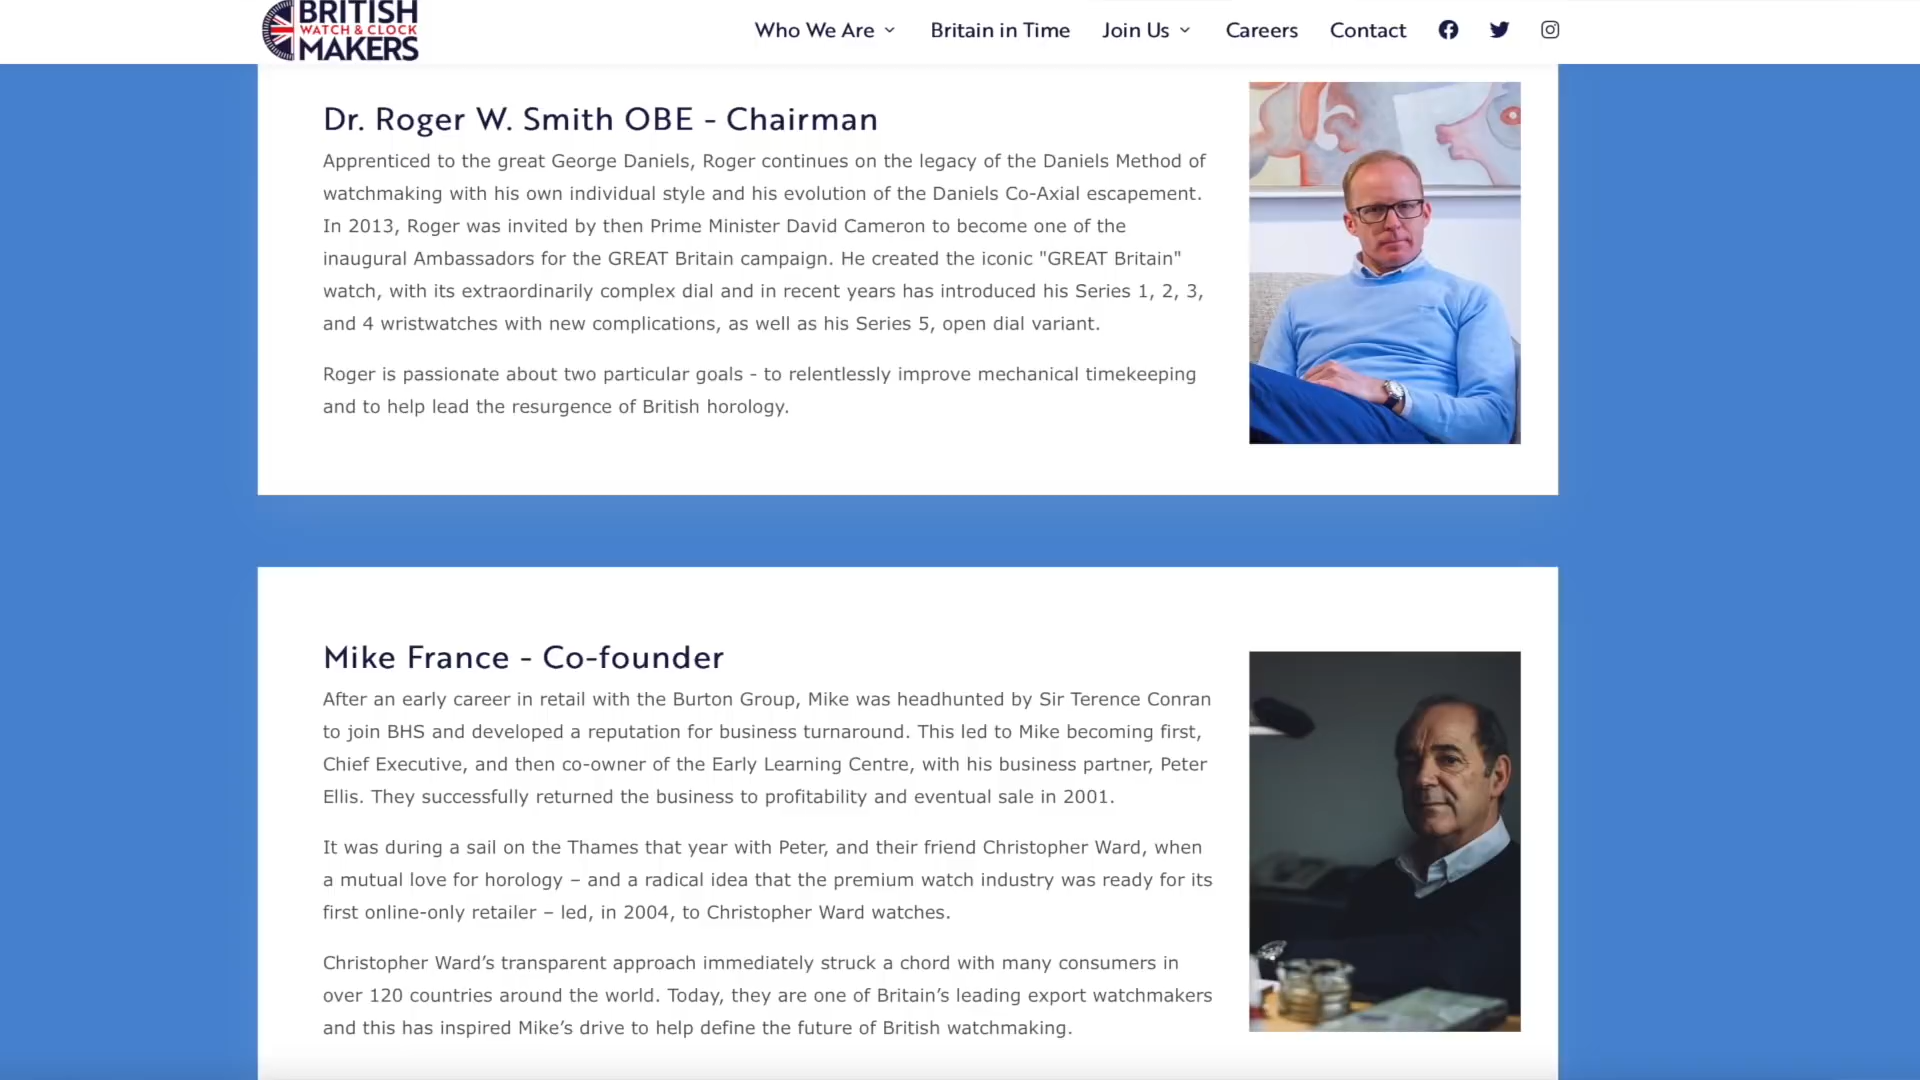 BRITISH
WATCH & CLOCK
MAKERS
Who We Are
Britain in Time
Join Us
Careers
Contact
Dr. Roger W. Smith OBE - Chairman
Apprenticed to the great George Daniels, Roger continues on the legacy of the Daniels Method of
watchmaking with his own individual style and his evolution of the Daniels Co-Axial escapement.
In 2013, Roger was invited by then Prime Minister David Cameron to become one of the
inaugural Ambassadors for the GREAT Britain campaign. He created the iconic "GREAT Britain"
watch, with its extraordinarily complex dial and in recent years has introduced his Series 1, 2, 3,
and 4 wristwatches with new complications, as well as his Series 5, open dial variant.
Roger is passionate about two particular goals - to relentlessly improve mechanical timekeeping
and to help lead the resurgence of British horology.
Mike France - Co-founder
After an early career in retail with the Burton Group, Mike was headhunted by Sir Terence Conran
to join BHS and developed a reputation for business turnaround. This led to Mike becoming first,
Chief Executive, and then co-owner of the Early Learning Centre, with his business partner, Peter
Ellis. They successfully returned the business to profitability and eventual sale in 2001.
It was during a sail on the Thames that year with Peter, and their friend Christopher Ward, when
a mutual love for horology – and a radical idea that the premium watch industry was ready for its
first online-only retailer – led, in 2004, to Christopher Ward watches.
Christopher Ward’s transparent approach immediately struck a chord with many consumers in
over 120 countries around the world. Today, they are one of Britain’s leading export watchmakers
and this has inspired Mike’s drive to help define the future of British watchmaking.